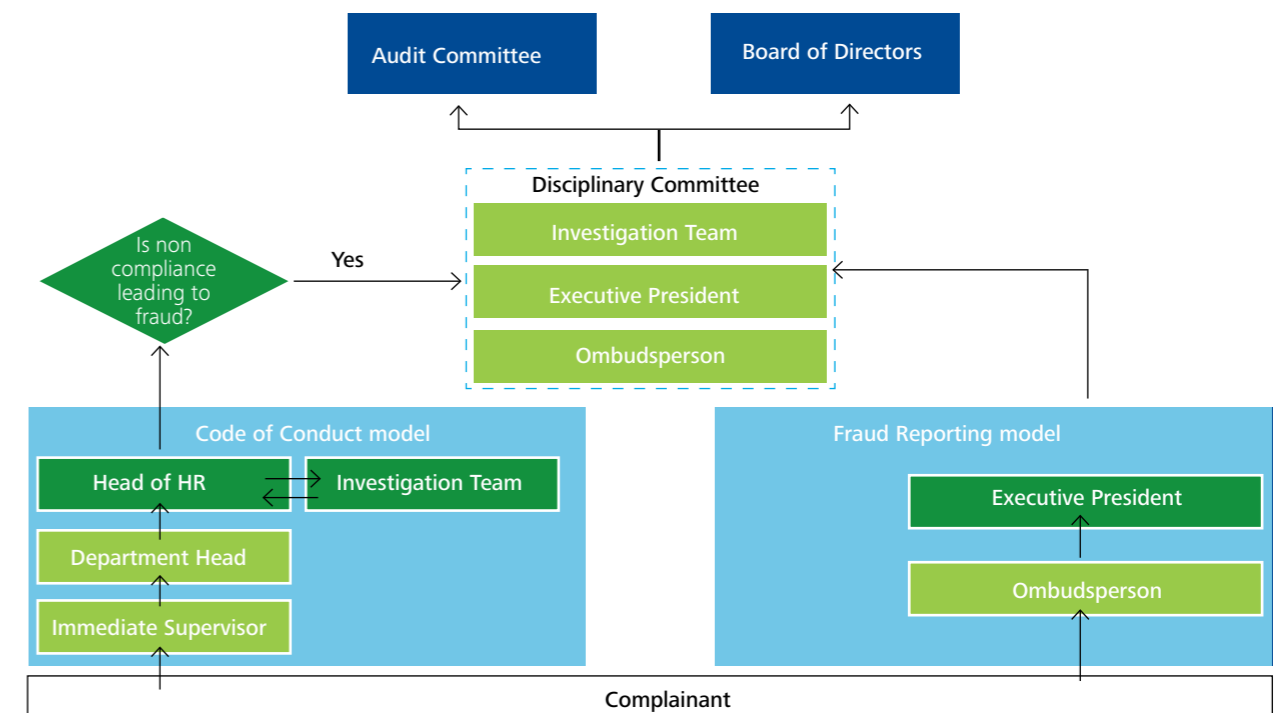 Audit Committee
Board of Directors
Disciplinary Committee
Investigation Team
Executive President
Ombudsperson
Is non
compliance
leading to
fraud?
Yes
Code of Conduct model
Head of HR
Investigation Team
Department Head
Immediate Supervisor
Fraud Reporting model
Executive President
Ombudsperson
Complainant